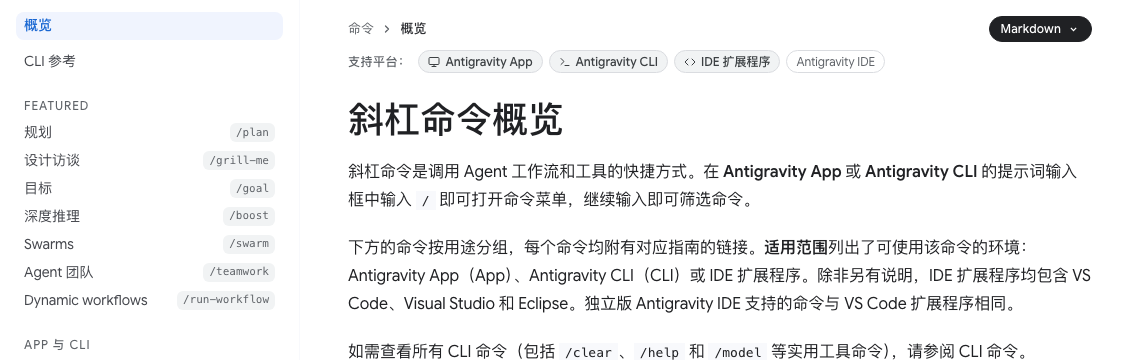 概览
CLI 参考
FEATURED
规划 /plan
设计访谈 /grill-me
目标 /goal
深度推理 /boost
Swarms /swarm
Agent 团队 /teamwork
Dynamic workflows /run-workflow
APP 与 CLI
命令 > 概览
Markdown
支持平台： Antigravity App Antigravity CLI IDE 扩展程序 Antigravity IDE
斜杠命令概览
斜杠命令是调用 Agent 工作流和工具的快捷方式。在 Antigravity App 或 Antigravity CLI 的提示词输入
框中输入 / 即可打开命令菜单，继续输入即可筛选命令。
下方的命令按用途分组，每个命令均附有对应指南的链接。适用范围列出了可使用该命令的环境：
Antigravity App（App）、Antigravity CLI（CLI）或 IDE 扩展程序。除非另有说明，IDE 扩展程序均包含 VS
Code、Visual Studio 和 Eclipse。独立版 Antigravity IDE 支持的命令与 VS Code 扩展程序相同。
如需查看所有 CLI 命令（包括 /clear 、 /help 和 /model 等实用工具命令），请参阅 CLI 命令。